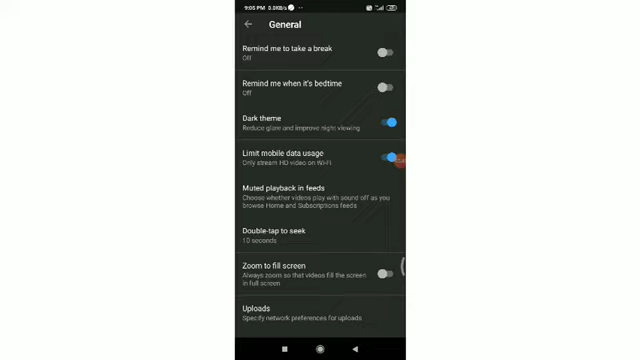 9:05 PM 0.0KB/s
General
Remind me to take a break
Off
Remind me when it's bedtime
Off
Dark theme
Reduce glare and improve night viewing
Limit mobile data usage
Only stream HD video on Wi-Fi
Muted playback in feeds
Choose whether videos play with sound off as you
browse Home and Subscriptions feeds
Double-tap to seek
10 seconds
Zoom to fill screen
Always zoom so that videos fill the screen
in full screen
Uploads
Specify network preferences for uploads